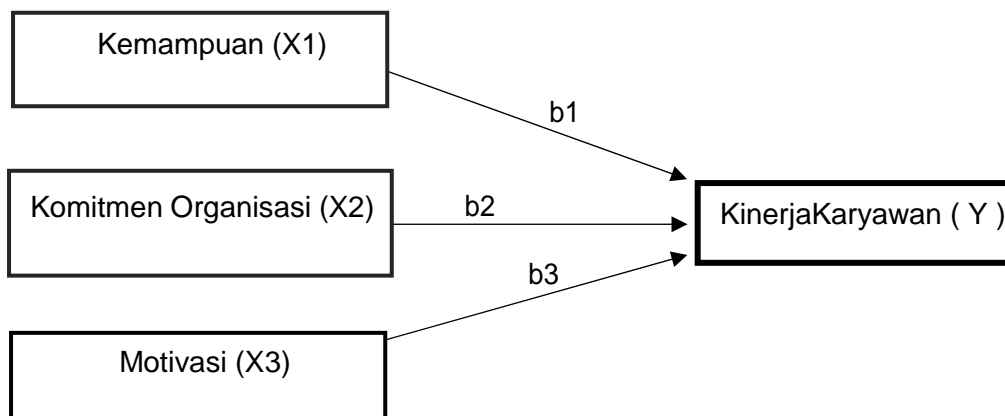 Kemampuan (X1)
b1
Komitmen Organisasi (X2)
b2
KinerjaKaryawan ( Y )
b3
Motivasi (X3)